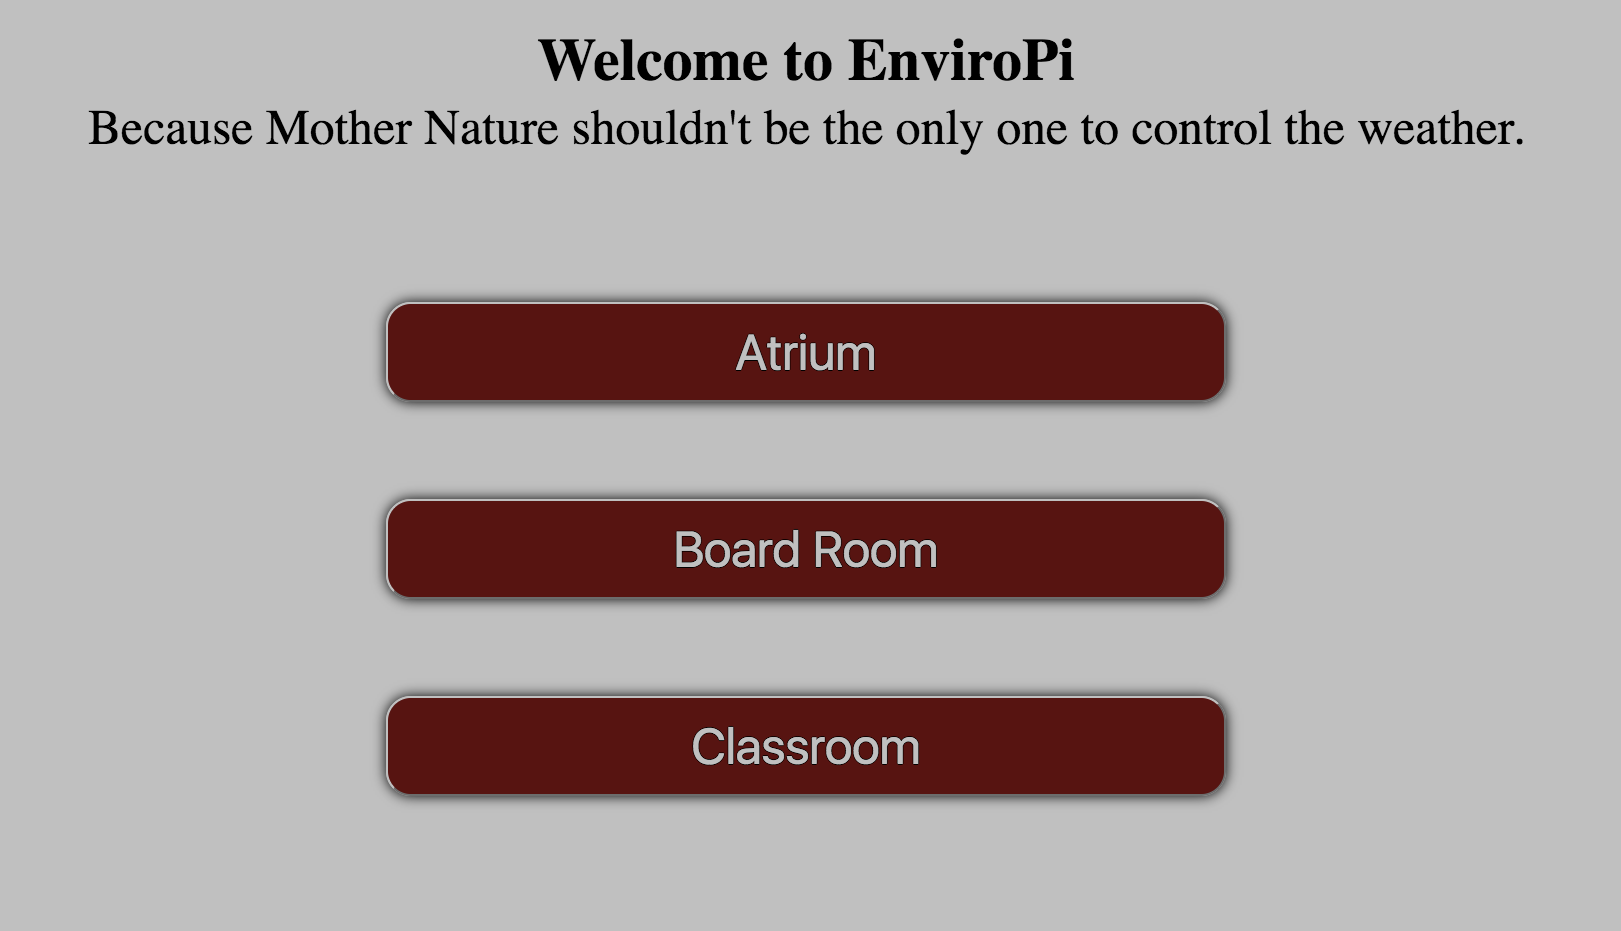 Welcome to EnviroPi
Because Mother Nature shouldn't be the only one to control the weather.
Atrium
Board Room
Classroom